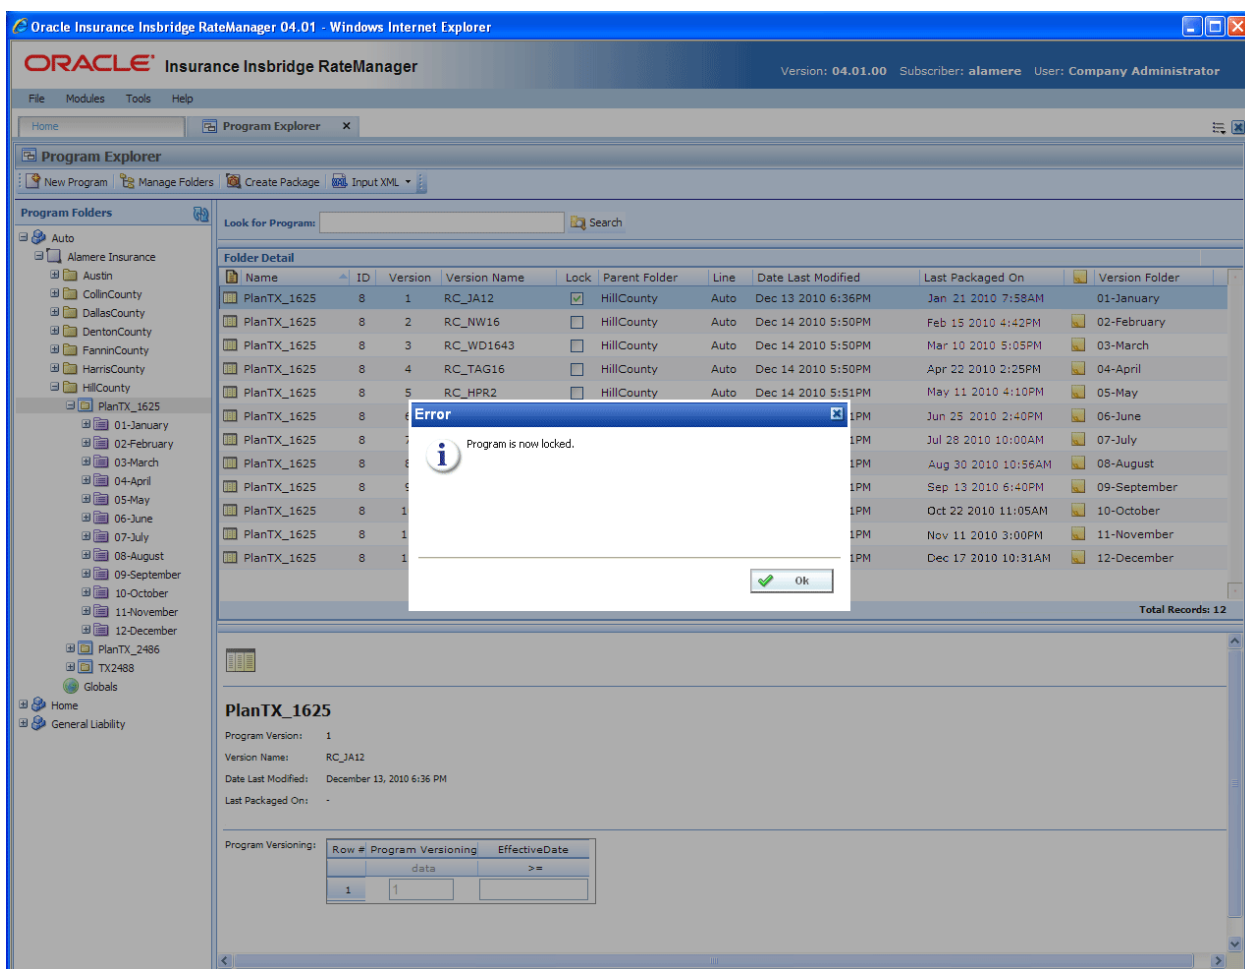 Oracle Insurance Insbridge RateManager 04.01 - Windows Internet Explorer
ORACLE Insurance Insbridge RateManager
Version: 04.01.00 Subscriber: alamere User: Company Administrator
File Modules Tools Help
Home Program Explorer x
Program Explorer
New Program Manage Folders Create Package XML Input XML
Program Folders
Auto
Alamere Insurance
Austin
CollinCounty
DallasCounty
DentonCounty
FanninCounty
HarrisCounty
HillCounty
PlanTX_1625
01-January
02-February
03-March
04-April
05-May
06-June
07-July
08-August
09-September
10-October
11-November
12-December
PlanTX_2486
TX2488
Globals
Home
General Liability
Look for Program: Search
Folder Detail
Name ID Version Version Name Lock Parent Folder Line Date Last Modified Last Packaged On Version Folder
PlanTX_1625 8 1 RC_JA12 HillCounty Auto Dec 13 2010 6:36PM Jan 21 2010 7:58AM 01-January
PlanTX_1625 8 2 RC_NW16 HillCounty Auto Dec 14 2010 5:50PM Feb 15 2010 4:42PM 02-February
PlanTX_1625 8 3 RC_WD1643 HillCounty Auto Dec 14 2010 5:50PM Mar 10 2010 5:05PM 03-March
PlanTX_1625 8 4 RC_TAG16 HillCounty Auto Dec 14 2010 5:50PM Apr 22 2010 2:25PM 04-April
PlanTX_1625 8 5 RC_HPR2 HillCounty Auto Dec 14 2010 5:51PM May 11 2010 4:10PM 05-May
PlanTX_1625 8 1PM Jun 25 2010 2:40PM 06-June
PlanTX_1625 8 1PM Jul 28 2010 10:00AM 07-July
PlanTX_1625 8 1PM Aug 30 2010 10:56AM 08-August
PlanTX_1625 8 1PM Sep 13 2010 6:40PM 09-September
PlanTX_1625 8 1 1PM Oct 22 2010 11:05AM 10-October
PlanTX_1625 8 1 1PM Nov 11 2010 3:00PM 11-November
PlanTX_1625 8 1 1PM Dec 17 2010 10:31AM 12-December
Total Records: 12
Error
Program is now locked.
Ok
PlanTX_1625
Program Version: 1
Version Name: RC_JA12
Date Last Modified: December 13, 2010 6:36 PM
Last Packaged On: -
Program Versioning:
Row # Program Versioning EffectiveDate
data >=
1 1